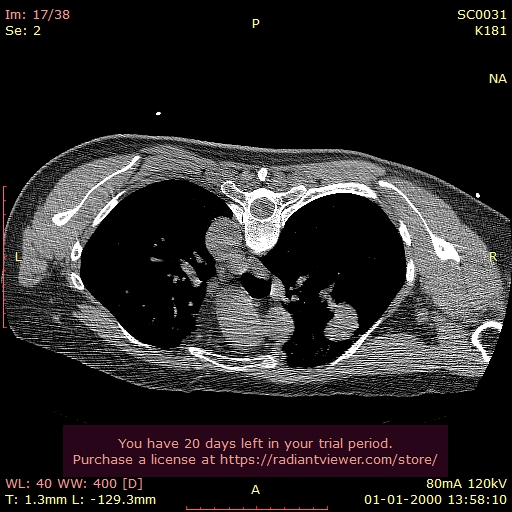 Im: 17/38
Se: 2
P
SC0031
K181
NA
L
R
You have 20 days left in your trial period.
Purchase a license at https://radiantviewer.com/store/
WL: 40 WW: 400 [D]
T: 1.3mm L: -129.3mm
A
80mA 120kV
01-01-2000 13:58:10